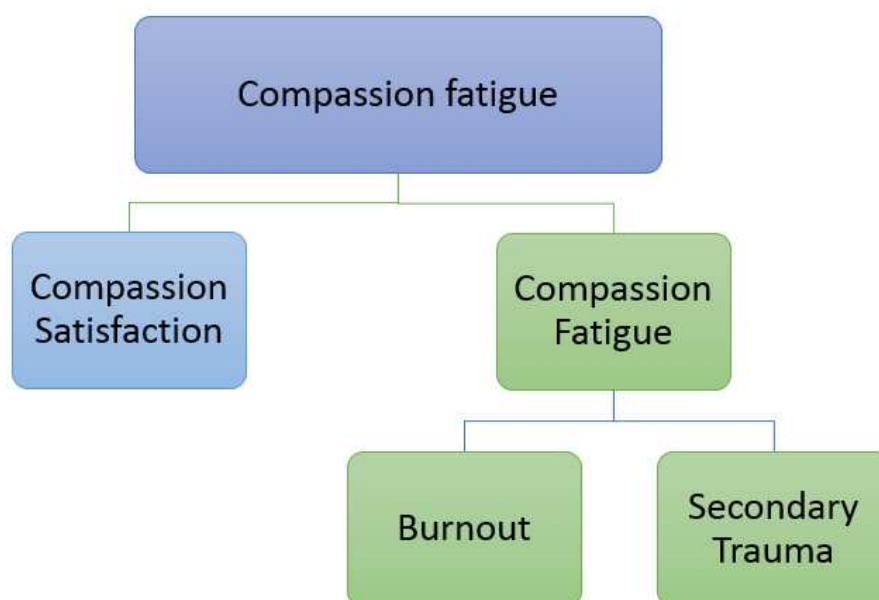 Compassion fatigue
Compassion
Satisfaction
Compassion
Fatigue
Burnout
Secondary
Trauma